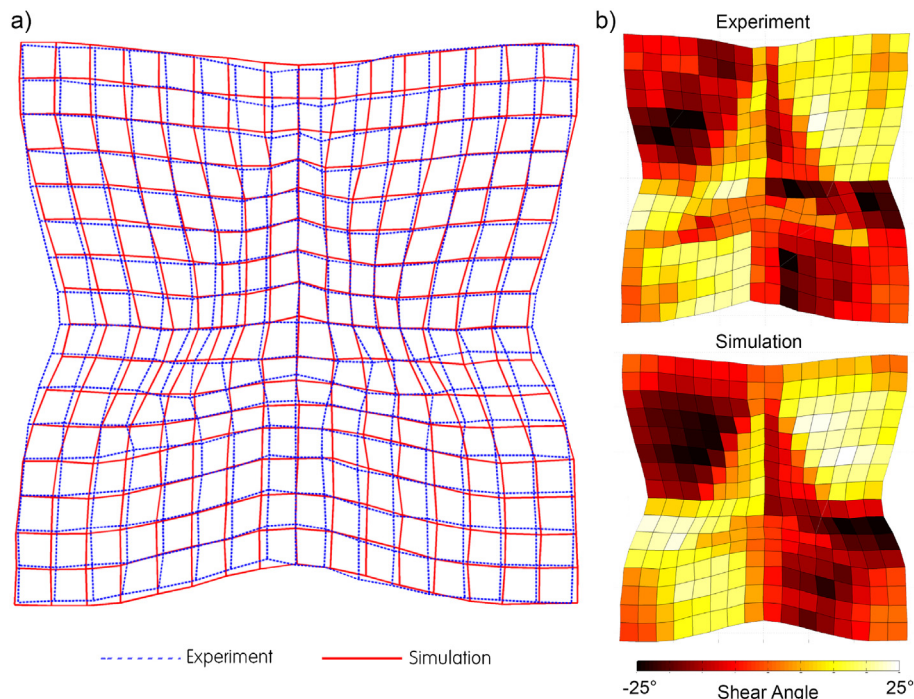 a)
Experiment
Simulation
b)
Experiment
Simulation
-25°
25°
Shear Angle